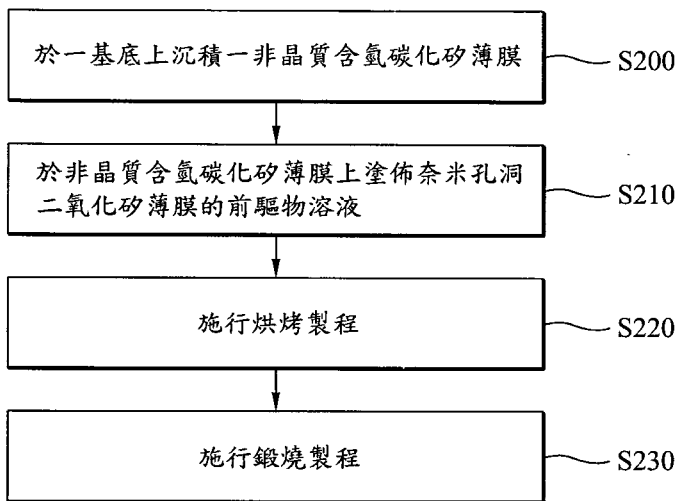 於一基底上沉積一非晶質含氫碳化矽薄膜
S200
於非晶質含氫碳化矽薄膜上塗佈奈米孔洞
二氧化矽薄膜的前驅物溶液
S210
施行烘烤製程
S220
施行鍛燒製程
S230